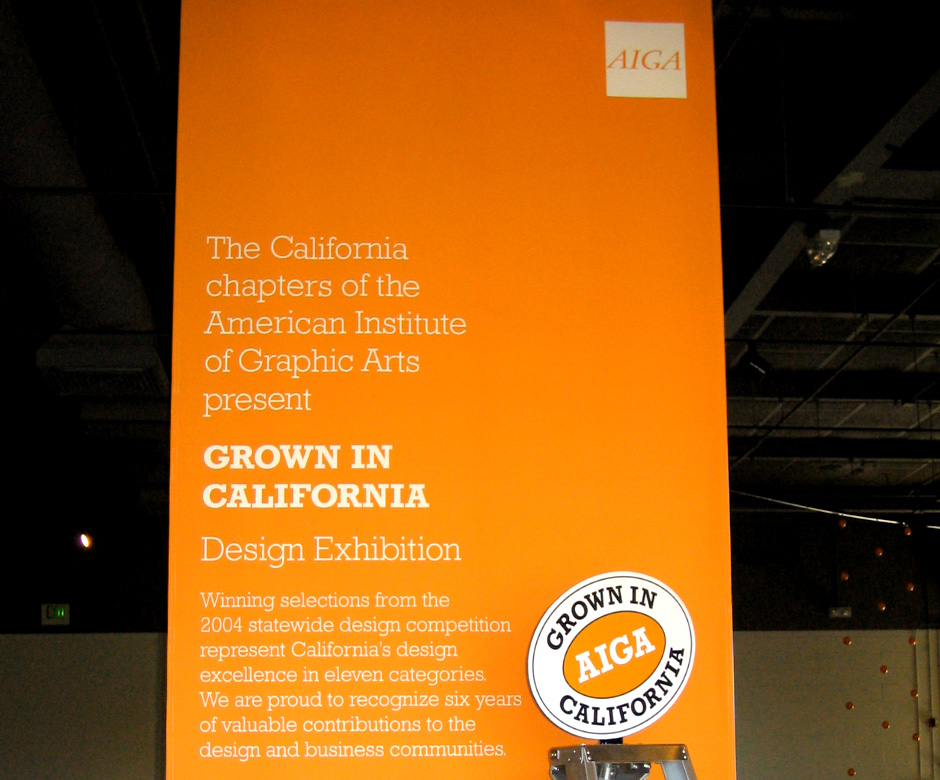 AIGA
The California
chapters of the
American Institute
of Graphic Arts
present
GROWN IN
CALIFORNIA
Design Exhibition
Winning selections from the
2004 statewide design competition
represent California's design
excellence in eleven categories.
We are proud to recognize six years
of valuable contributions to the
design and business communities.
GROWN IN
AIGA
CALIFORNIA
EXIT